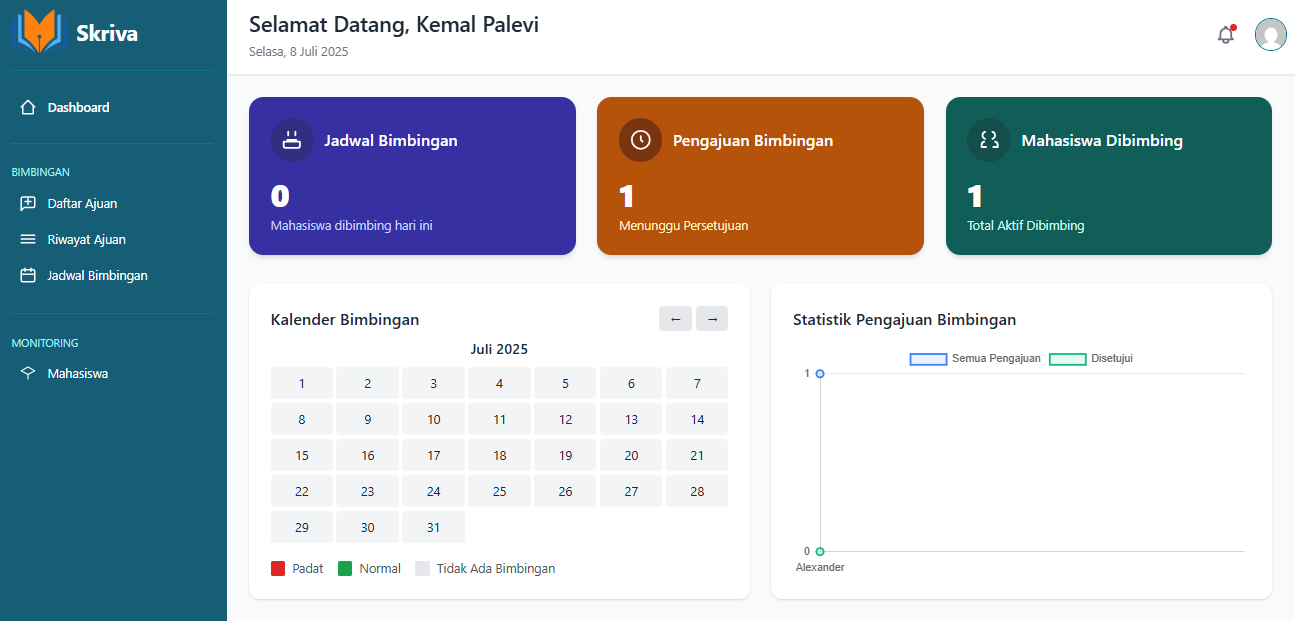 Skriva
Dashboard
BIMBINGAN
Daftar Ajuan
Riwayat Ajuan
Jadwal Bimbingan
MONITORING
Mahasiswa
Selamat Datang, Kemal Palevi
Selasa, 8 Juli 2025
Jadwal Bimbingan
0
Mahasiswa dibimbing hari ini
Pengajuan Bimbingan
1
Menunggu Persetujuan
Mahasiswa Dibimbing
1
Total Aktif Dibimbing
Kalender Bimbingan
← →
Juli 2025
1 2 3 4 5 6 7
8 9 10 11 12 13 14
15 16 17 18 19 20 21
22 23 24 25 26 27 28
29 30 31
Padat Normal Tidak Ada Bimbingan
Statistik Pengajuan Bimbingan
Semua Pengajuan Disetujui
1
0
Alexander